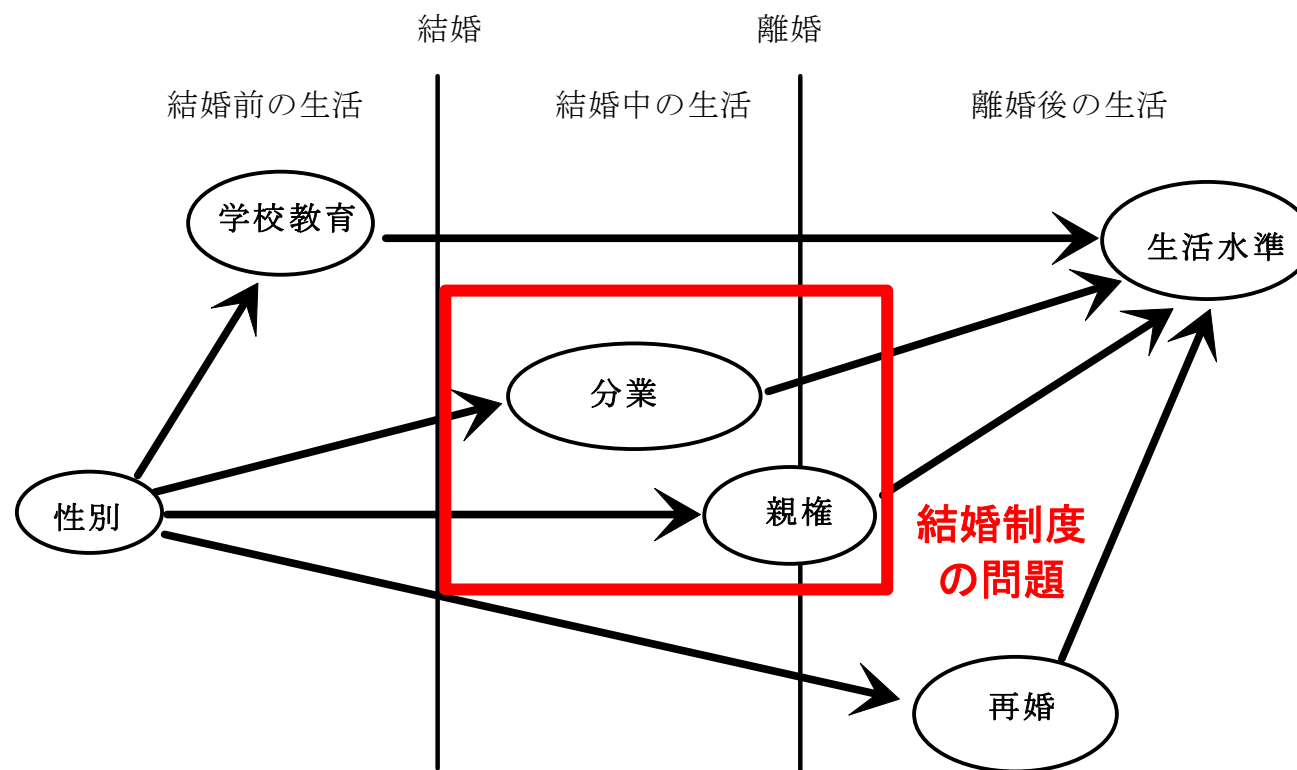 結婚
離婚
結婚前の生活
結婚中の生活
離婚後の生活
学校教育
生活水準
分業
性別
親権
結婚制度
の問題
再婚